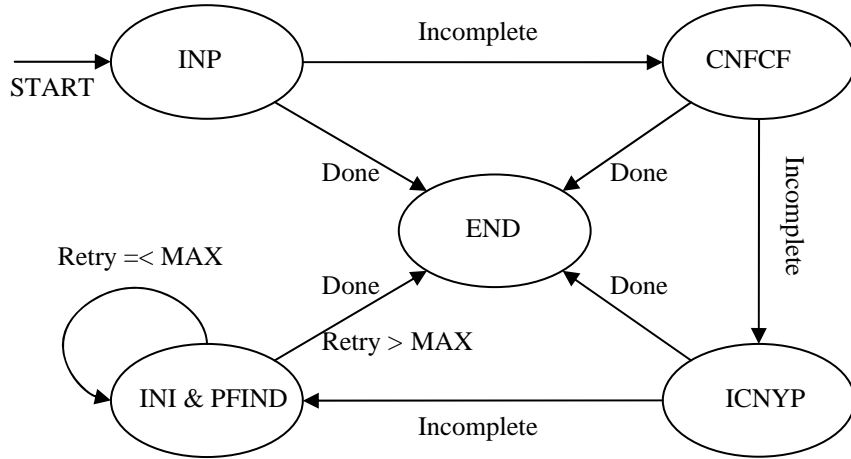 Incomplete
INP
CNFCF
START
Done
Done
Incomplete
END
Retry =< MAX
Done
Done
Retry > MAX
INI & PFIND
ICNYP
Incomplete